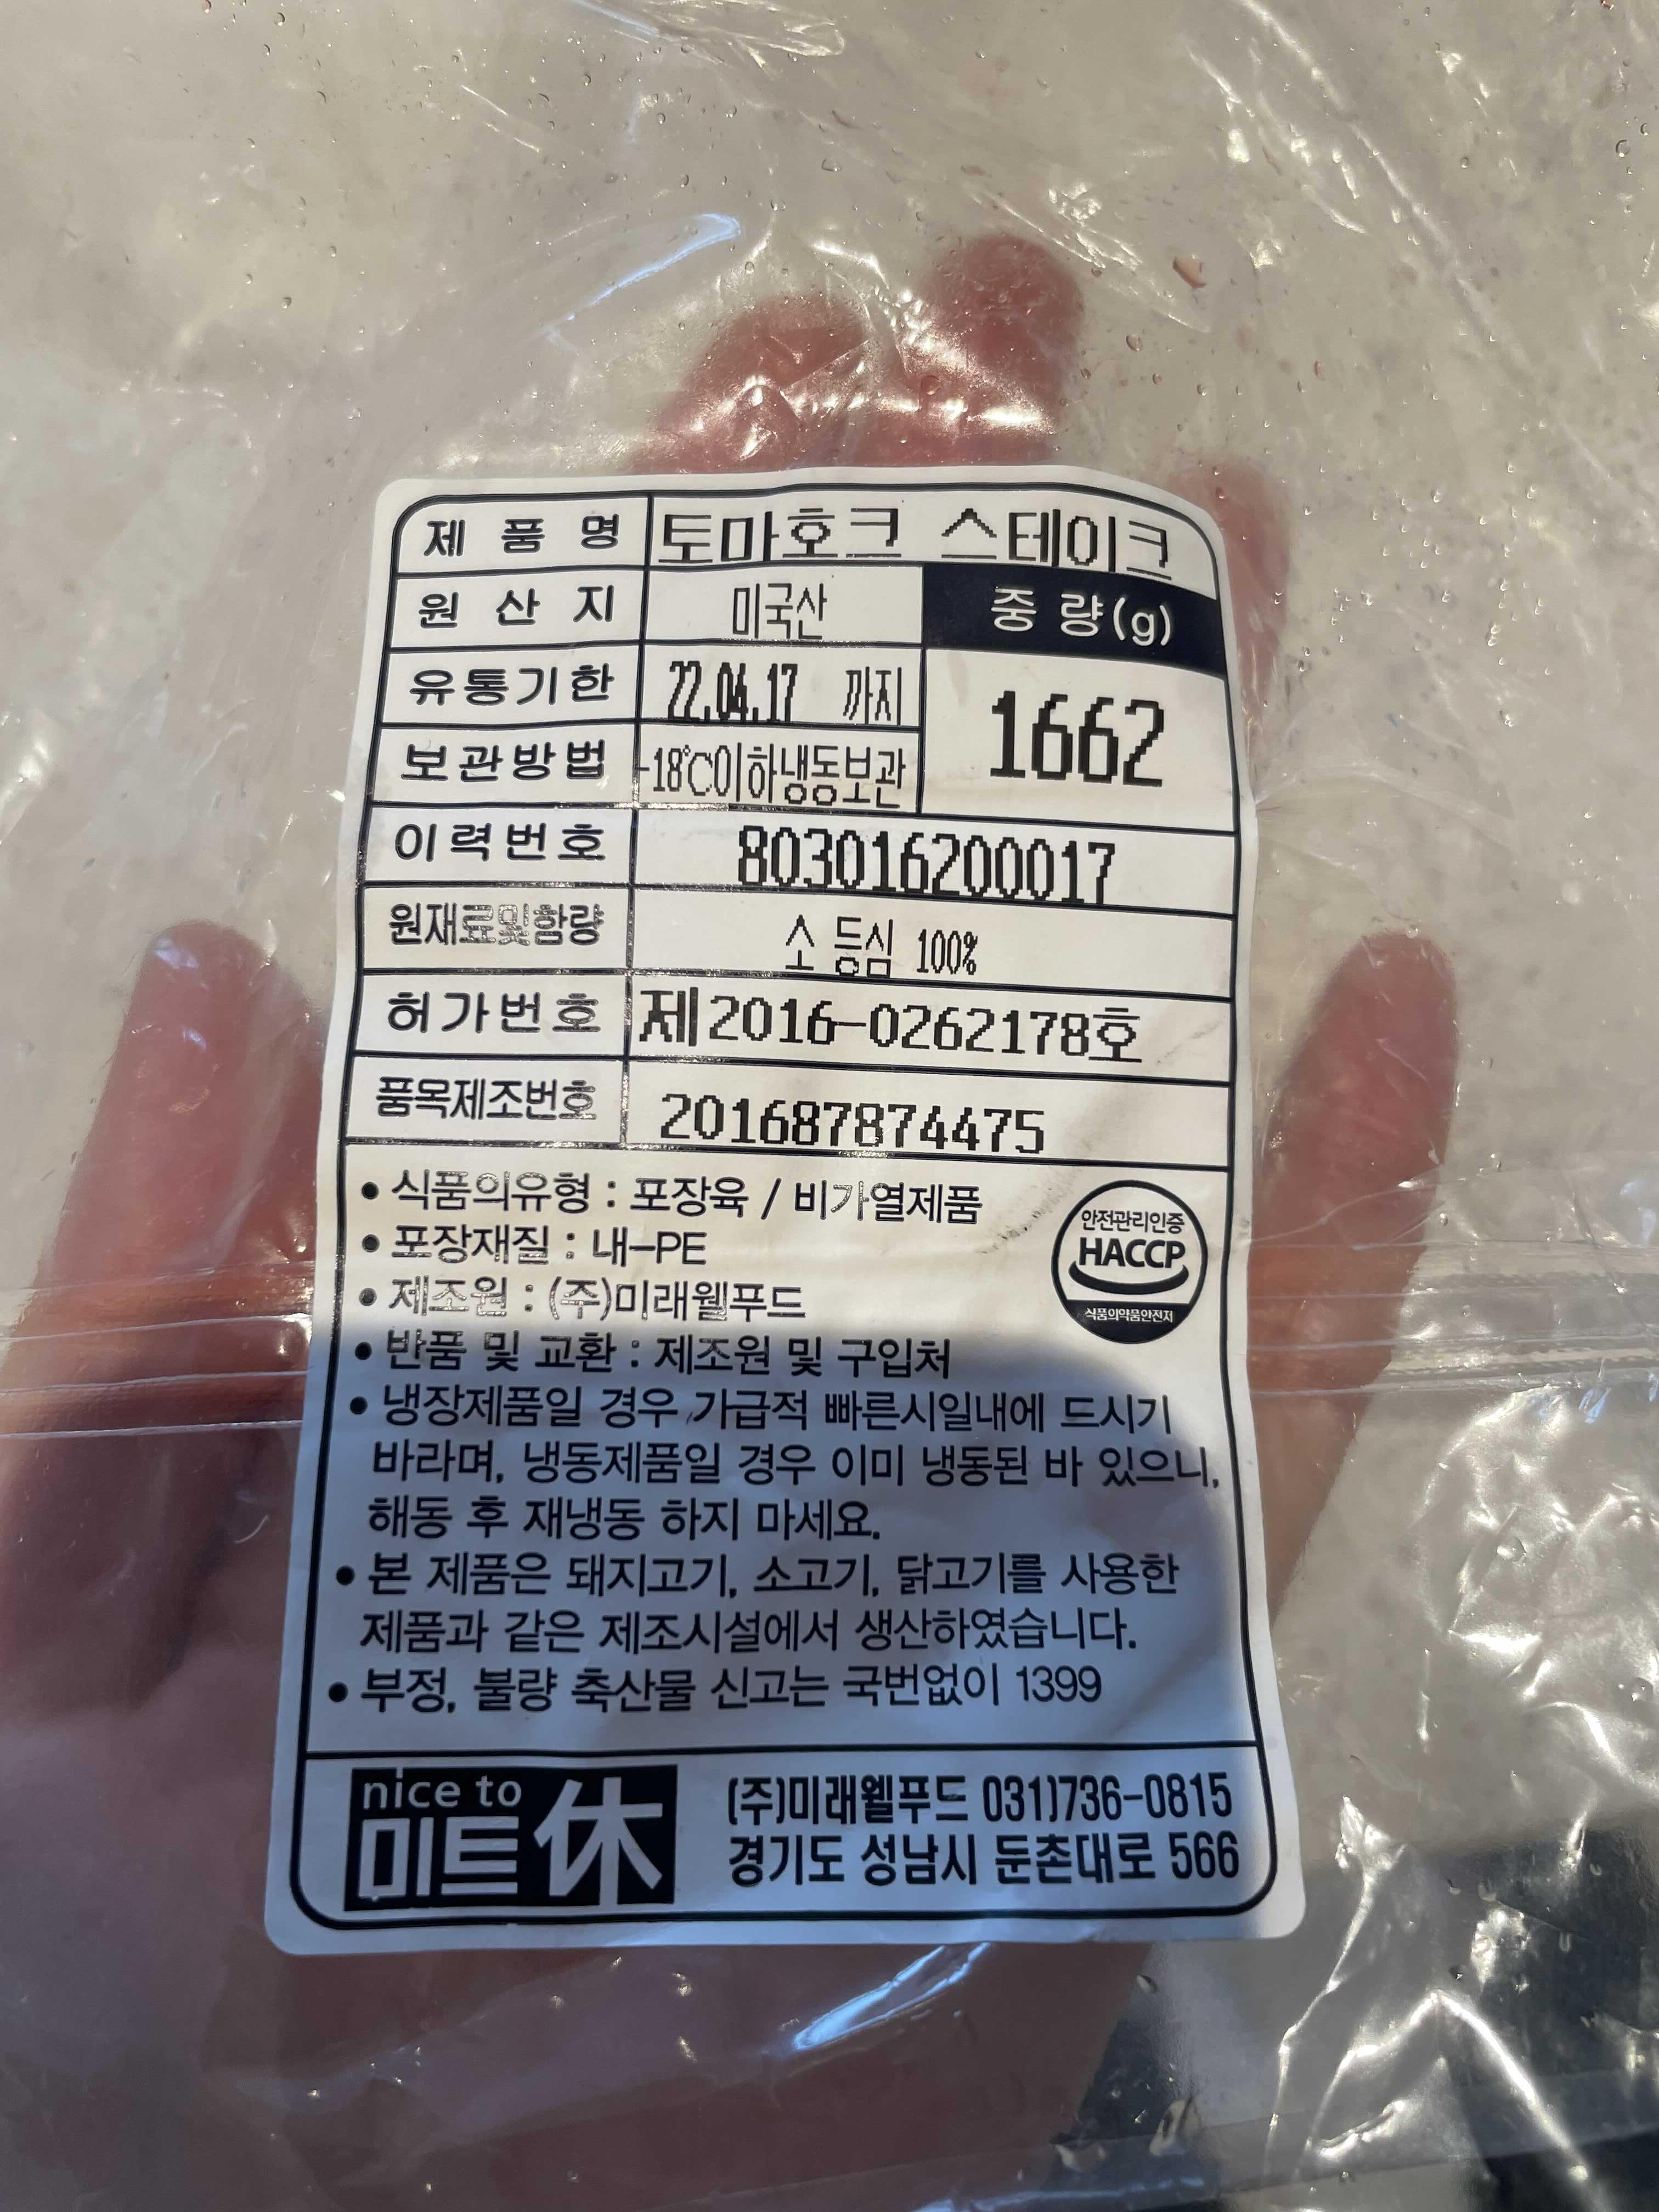 제 품 명 토마호크 스테이크
원 산 지 미국산 중 량(g)
유통기한 22.04.17 까지 1662
보관방법 -18℃이하냉동보관
이력번호 803016200017
원재료및함량 소 등심 100%
허가번호 제2016-0262178호
품목제조번호 201687874475
• 식품의유형 : 포장육 / 비가열제품
• 포장재질 : 내-PE
• 제조원 : (주)미래웰푸드
안전관리인증
HACCP
식품의약품안전처
• 반품 및 교환 : 제조원 및 구입처
• 냉장제품일 경우 가급적 빠른시일내에 드시기
바라며, 냉동제품일 경우 이미 냉동된 바 있으니,
해동 후 재냉동 하지 마세요.
• 본 제품은 돼지고기, 소고기, 닭고기를 사용한
제품과 같은 제조시설에서 생산하였습니다.
• 부정, 불량 축산물 신고는 국번없이 1399
nice to
미트休
(주)미래웰푸드 031)736-0815
경기도 성남시 둔촌대로 566